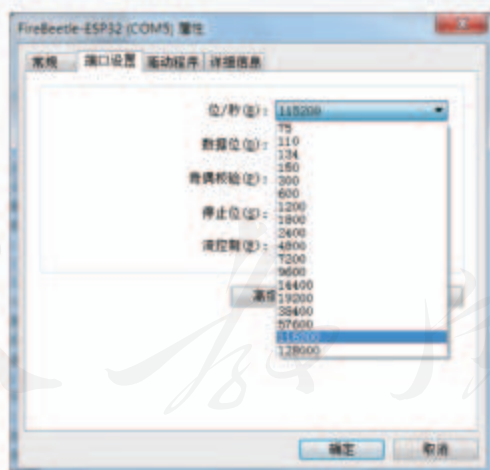 FireBeetle-ESP32 (COM5) 属性
常规 端口设置 驱动程序 详细信息
位/秒(B): 115200
75
数据位(D): 110
134
150
奇偶校验(P): 300
600
停止位(S): 1200
1800
2400
流控制(F): 4800
7200
9600
14400
19200
38400
57600
115200
128000
确定 取消